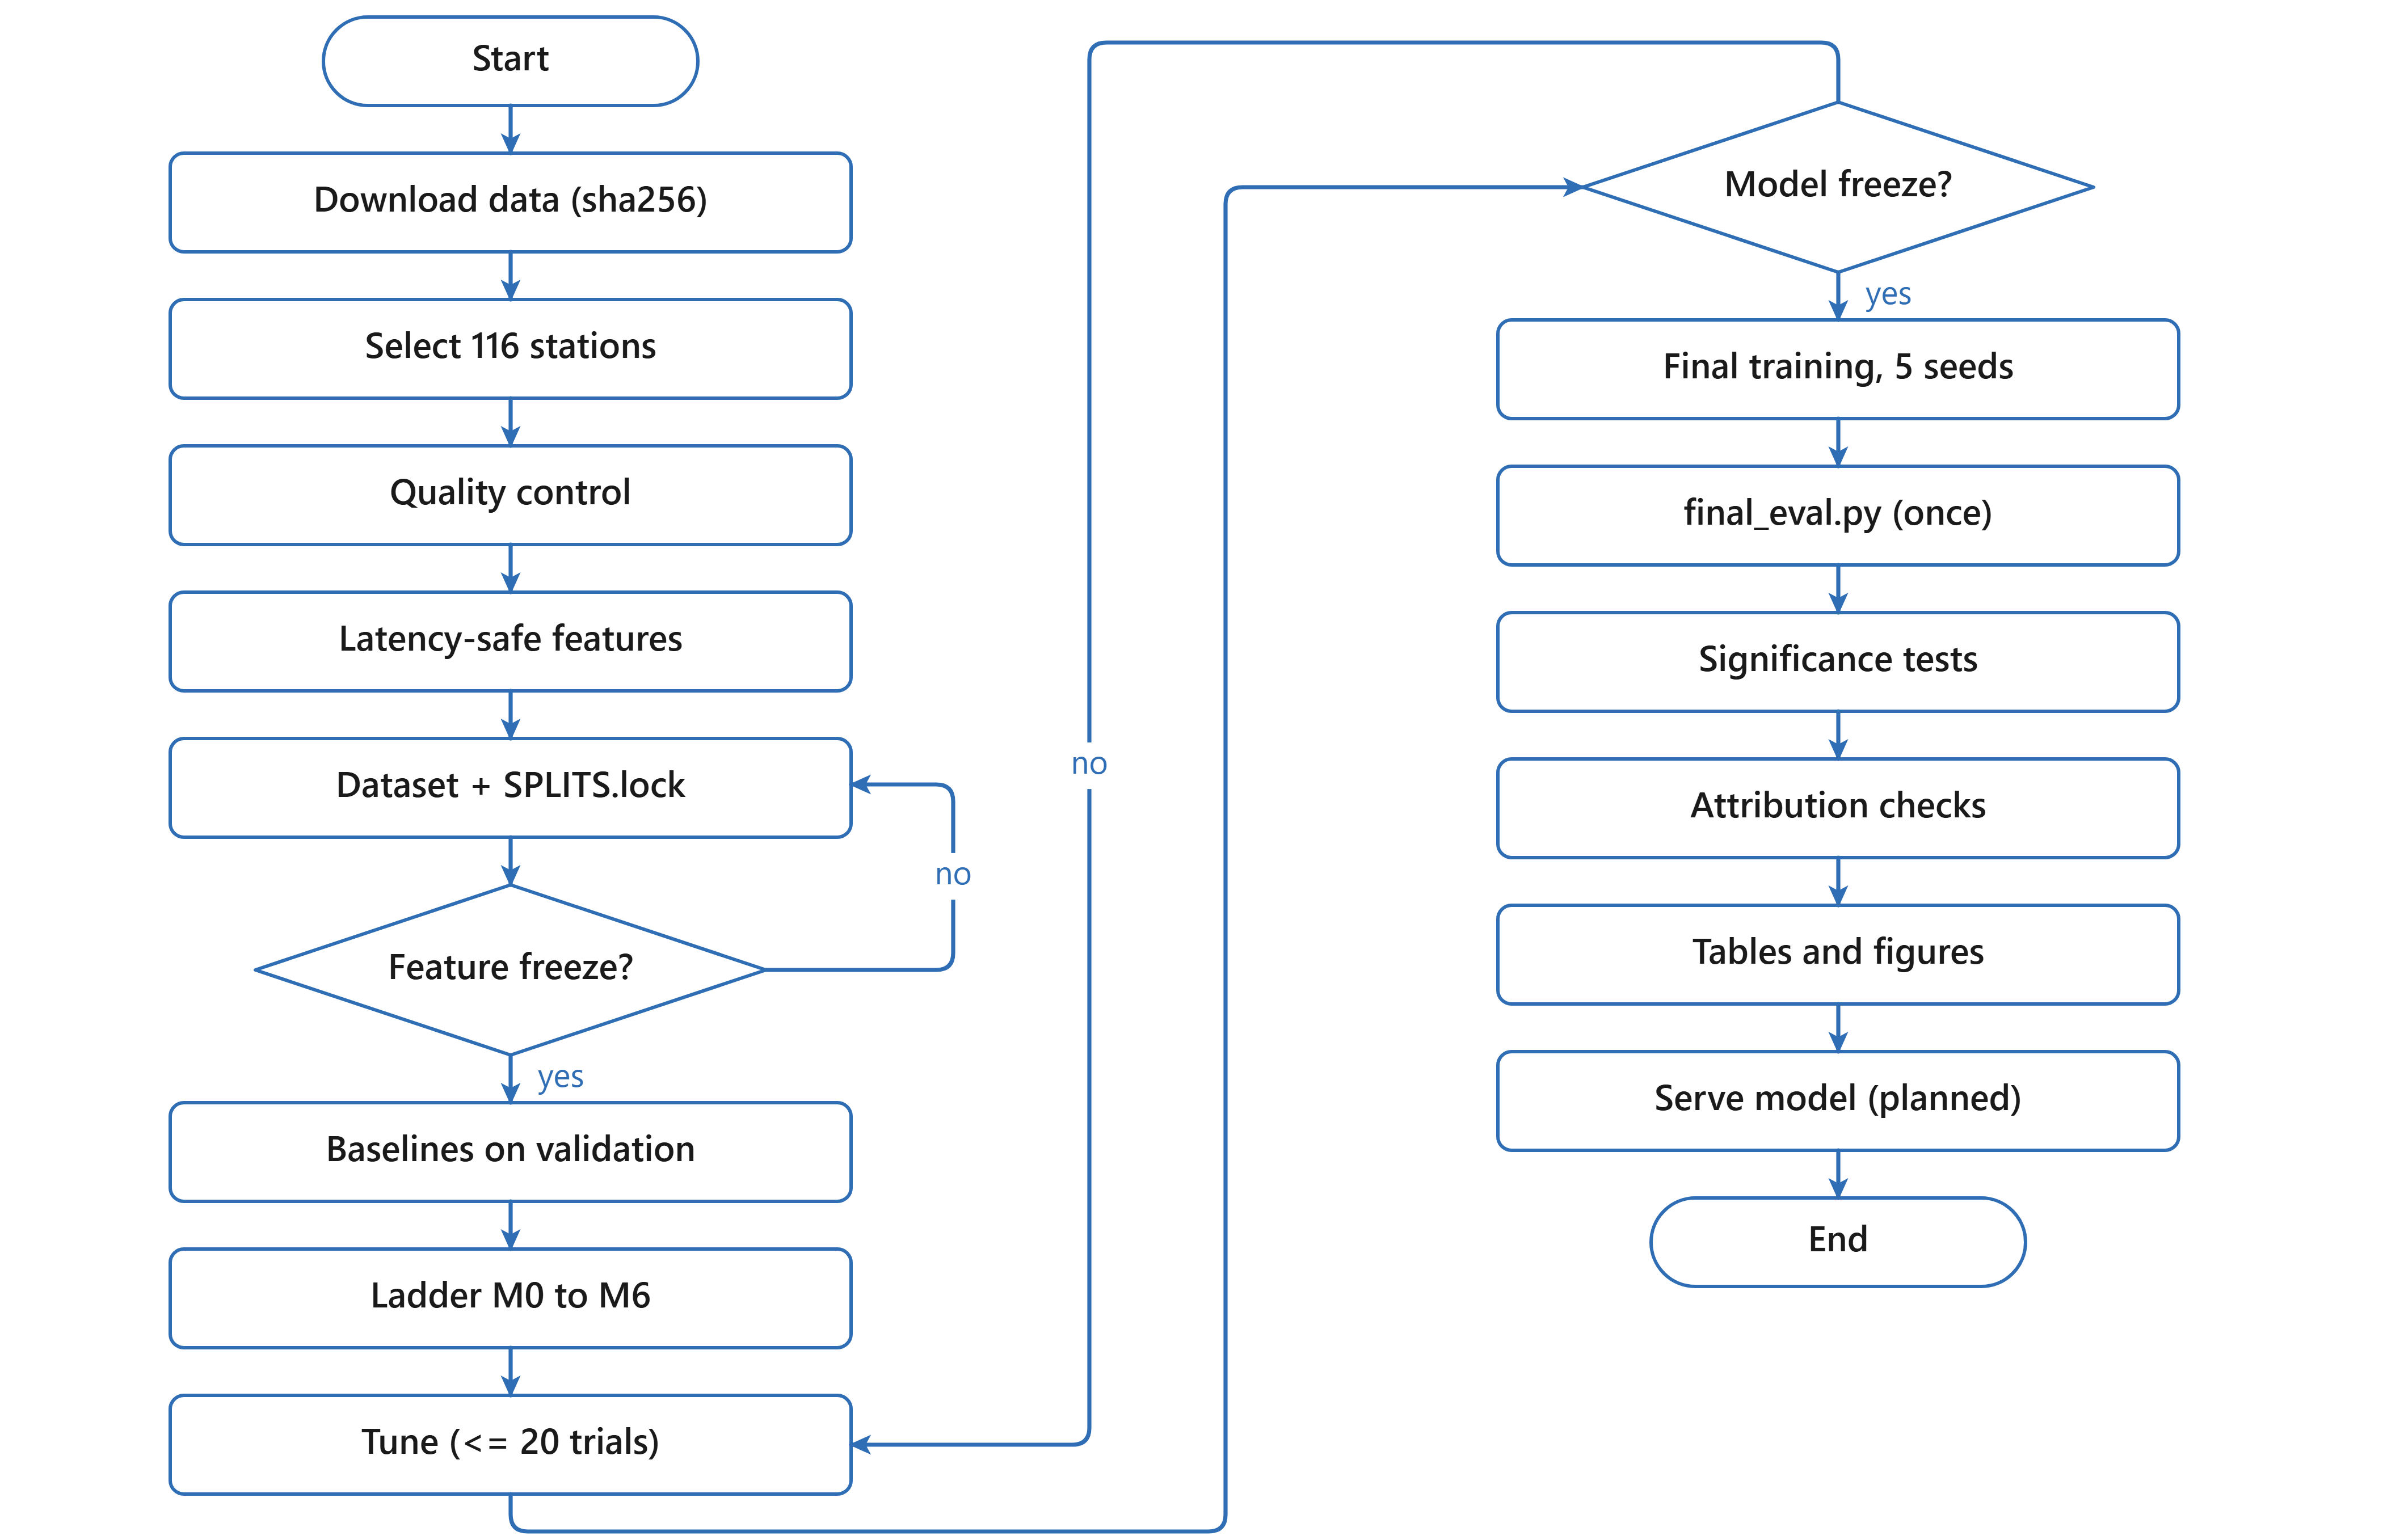 Start
Download data (sha256)
Select 116 stations
Quality control
Latency-safe features
Dataset + SPLITS.lock
no
Feature freeze?
yes
Baselines on validation
Ladder M0 to M6
Tune (<= 20 trials)
no
Model freeze?
yes
Final training, 5 seeds
final_eval.py (once)
Significance tests
Attribution checks
Tables and figures
Serve model (planned)
End